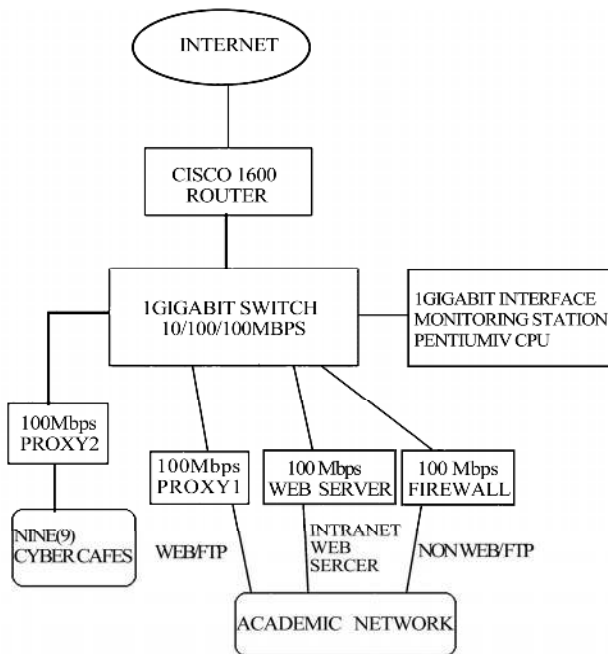 INTERNET
CISCO 1600
ROUTER
1GIGABIT SWITCH
10/100/100MBPS
1GIGABIT INTERFACE
MONITORING STATION
PENTIUMIV CPU
100Mbps
PROXY2
100Mbps
PROXY1
100 Mbps
WEB SERVER
100 Mbps
FIREWALL
NINE(9)
CYBER CAFES
WEB/FTP
INTRANET
WEB
SERCER
NON WEB/FTP
ACADEMIC NETWORK